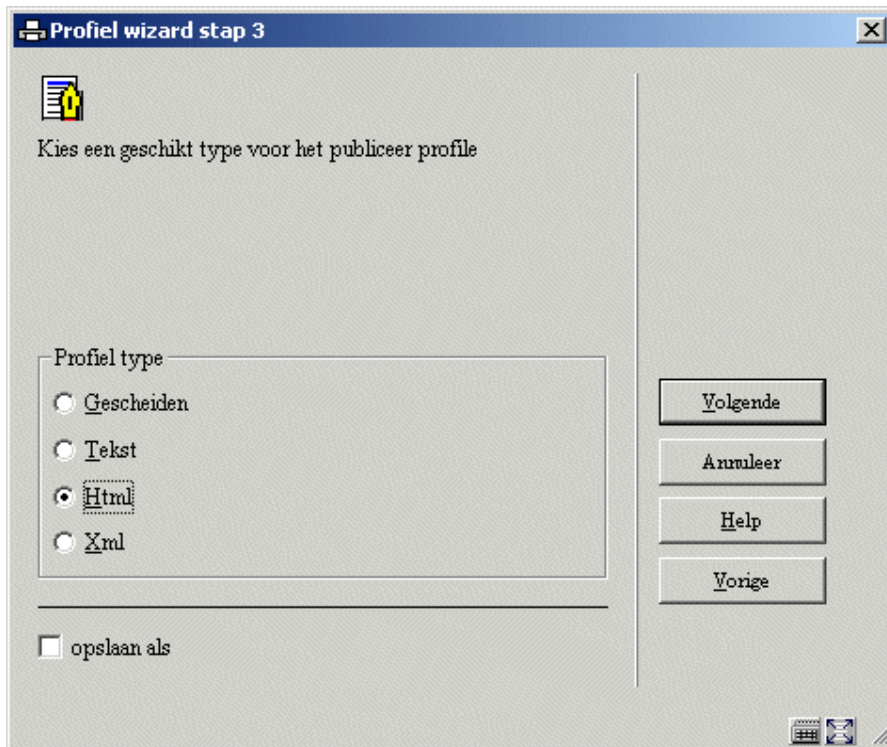 Profiel wizard stap 3
Kies een geschikt type voor het publiceer profile
Profiel type
Gescheiden
Tekst
Html
Xml
opslaan als
Volgende
Annuleer
Help
Vorige